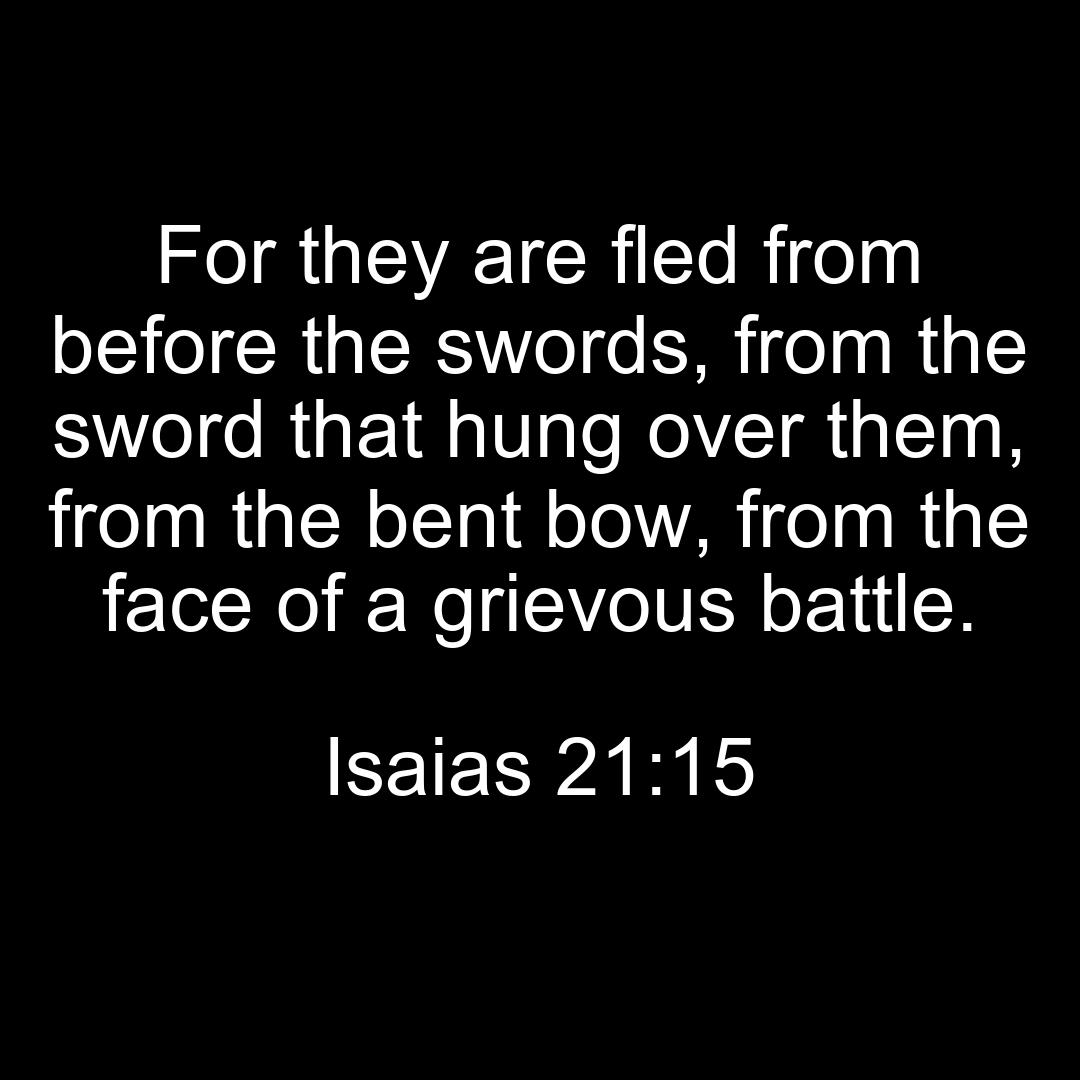 For they are fled from
before the swords, from the
sword that hung over them,
from the bent bow, from the
face of a grievous battle.
Isaias 21:15